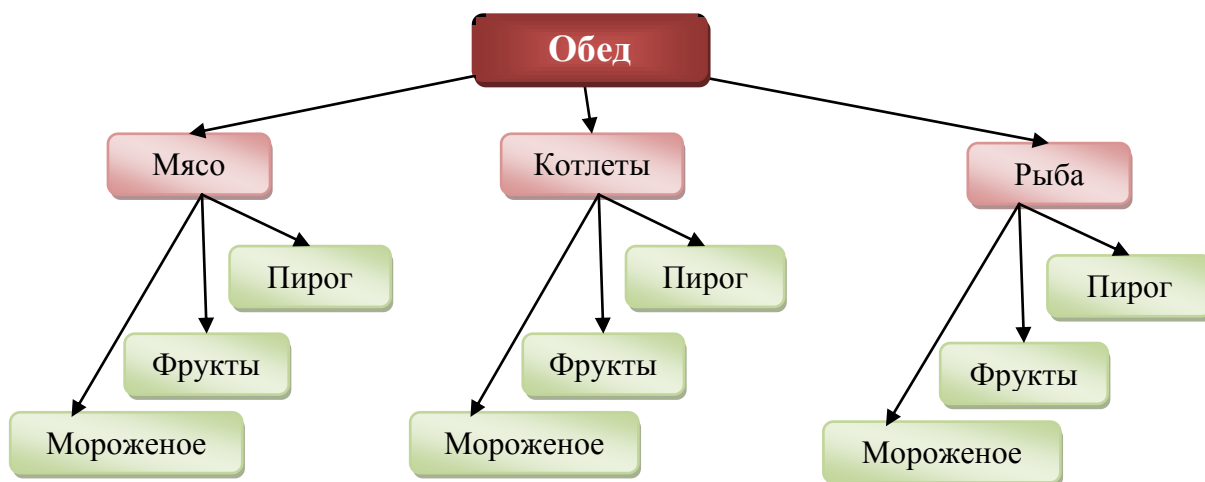 Обед
Мясо
Котлеты
Рыба
Пирог
Пирог
Пирог
Фрукты
Фрукты
Фрукты
Мороженое
Мороженое
Мороженое